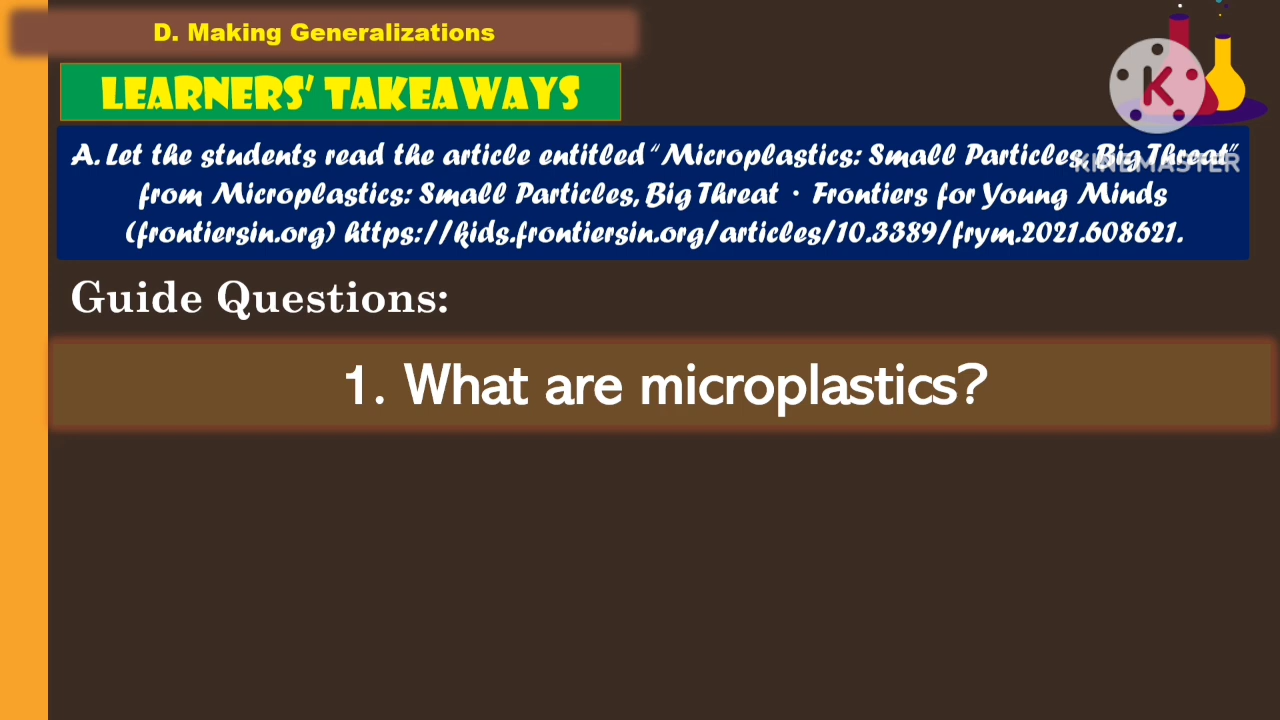 D. Making Generalizations
LEARNERS' TAKEAWAYS
K
A. Let the students read the article entitled "Microplastics: Small Particles, Big Threat"
KINEMASTER
from Microplastics: Small Particles, Big Threat · Frontiers for Young Minds
(frontiersin.org) https://kids.frontiersin.org/articles/10.3389/frym.2021.608621.
Guide Questions:
1. What are microplastics?